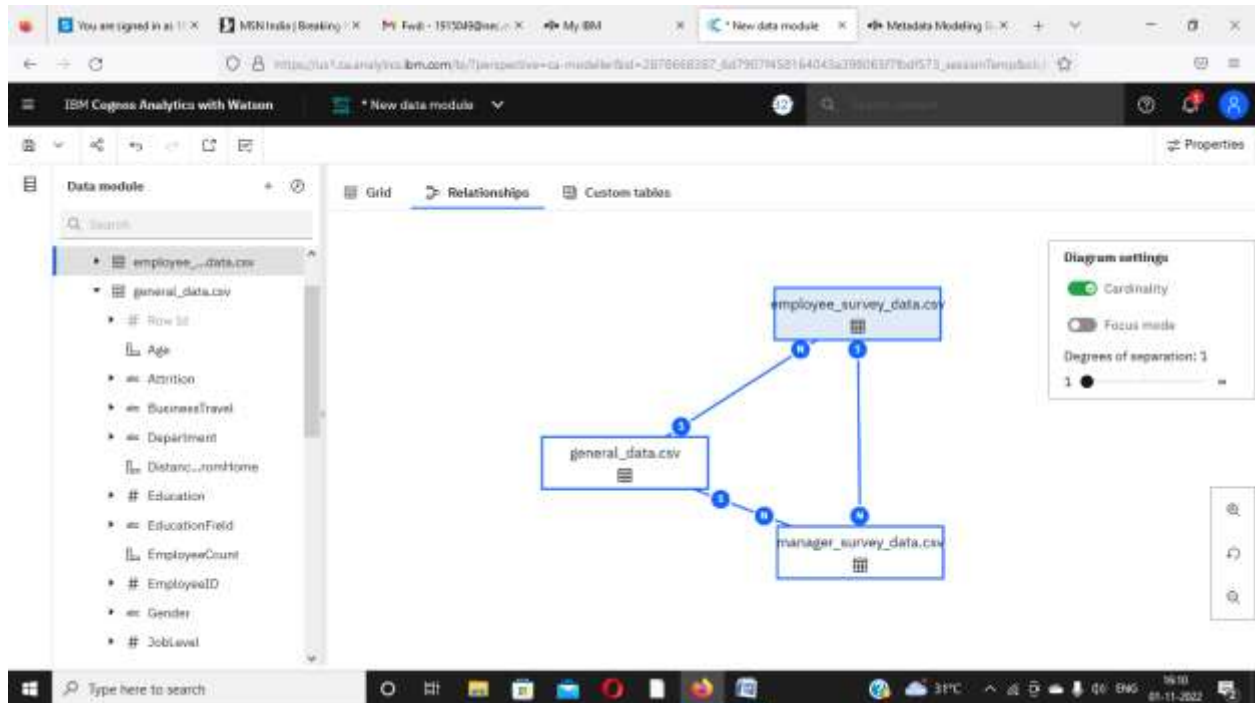 You are signed in as
MSN India | Breaking
My IBM
* New data module
Metadata Modeling
IBM Cognos Analytics with Watson
* New data module
32
Properties
Data module
Grid
Relationships
Custom tables
Search
employee_...data.csv
general_data.csv
Row Id
Age
Attrition
BusinessTravel
Department
Distanc...romHome
Education
EducationField
EmployeeCount
EmployeeID
Gender
JobLevel
employee_survey_data.csv
N
1
1
general_data.csv
1
N
N
manager_survey_data.csv
Diagram settings
Cardinality
Focus mode
Degrees of separation: 1
1 ∞
Type here to search
31°C
ENG
16:10
01-11-2022